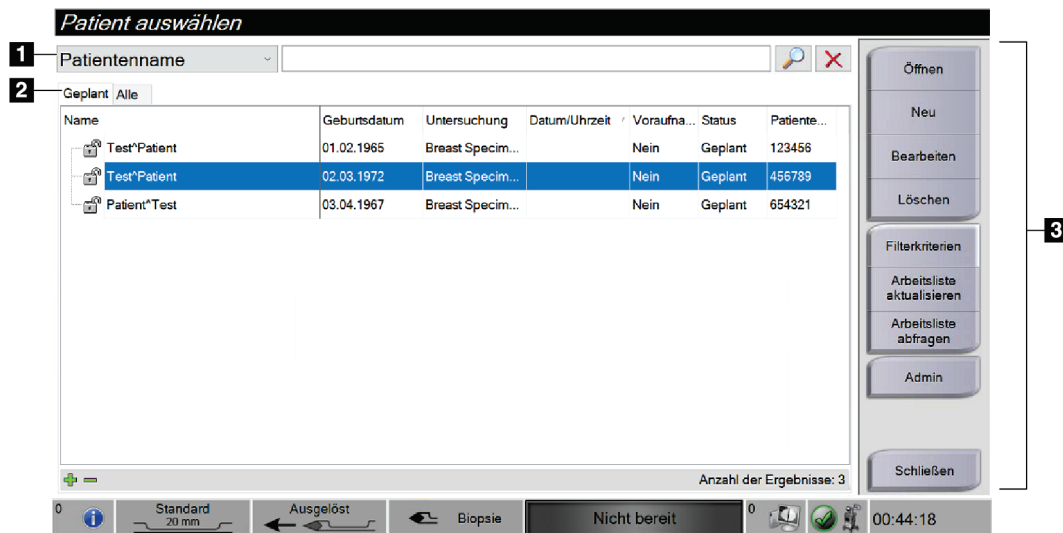 Patient auswählen
1
Patientenname
2
Geplant Alle
Name Geburtsdatum Untersuchung Datum/Uhrzeit Voraufna... Status Patiente...
Test^Patient 01.02.1965 Breast Specim... Nein Geplant 123456
Test^Patient 02.03.1972 Breast Specim... Nein Geplant 456789
Patient^Test 03.04.1967 Breast Specim... Nein Geplant 654321
Anzahl der Ergebnisse: 3
Öffnen
Neu
Bearbeiten
Löschen
Filterkriterien
Arbeitsliste
aktualisieren
Arbeitsliste
abfragen
Admin
Schließen
3
0 Standard
20 mm
Ausgelöst
Biopsie
Nicht bereit
0
00:44:18